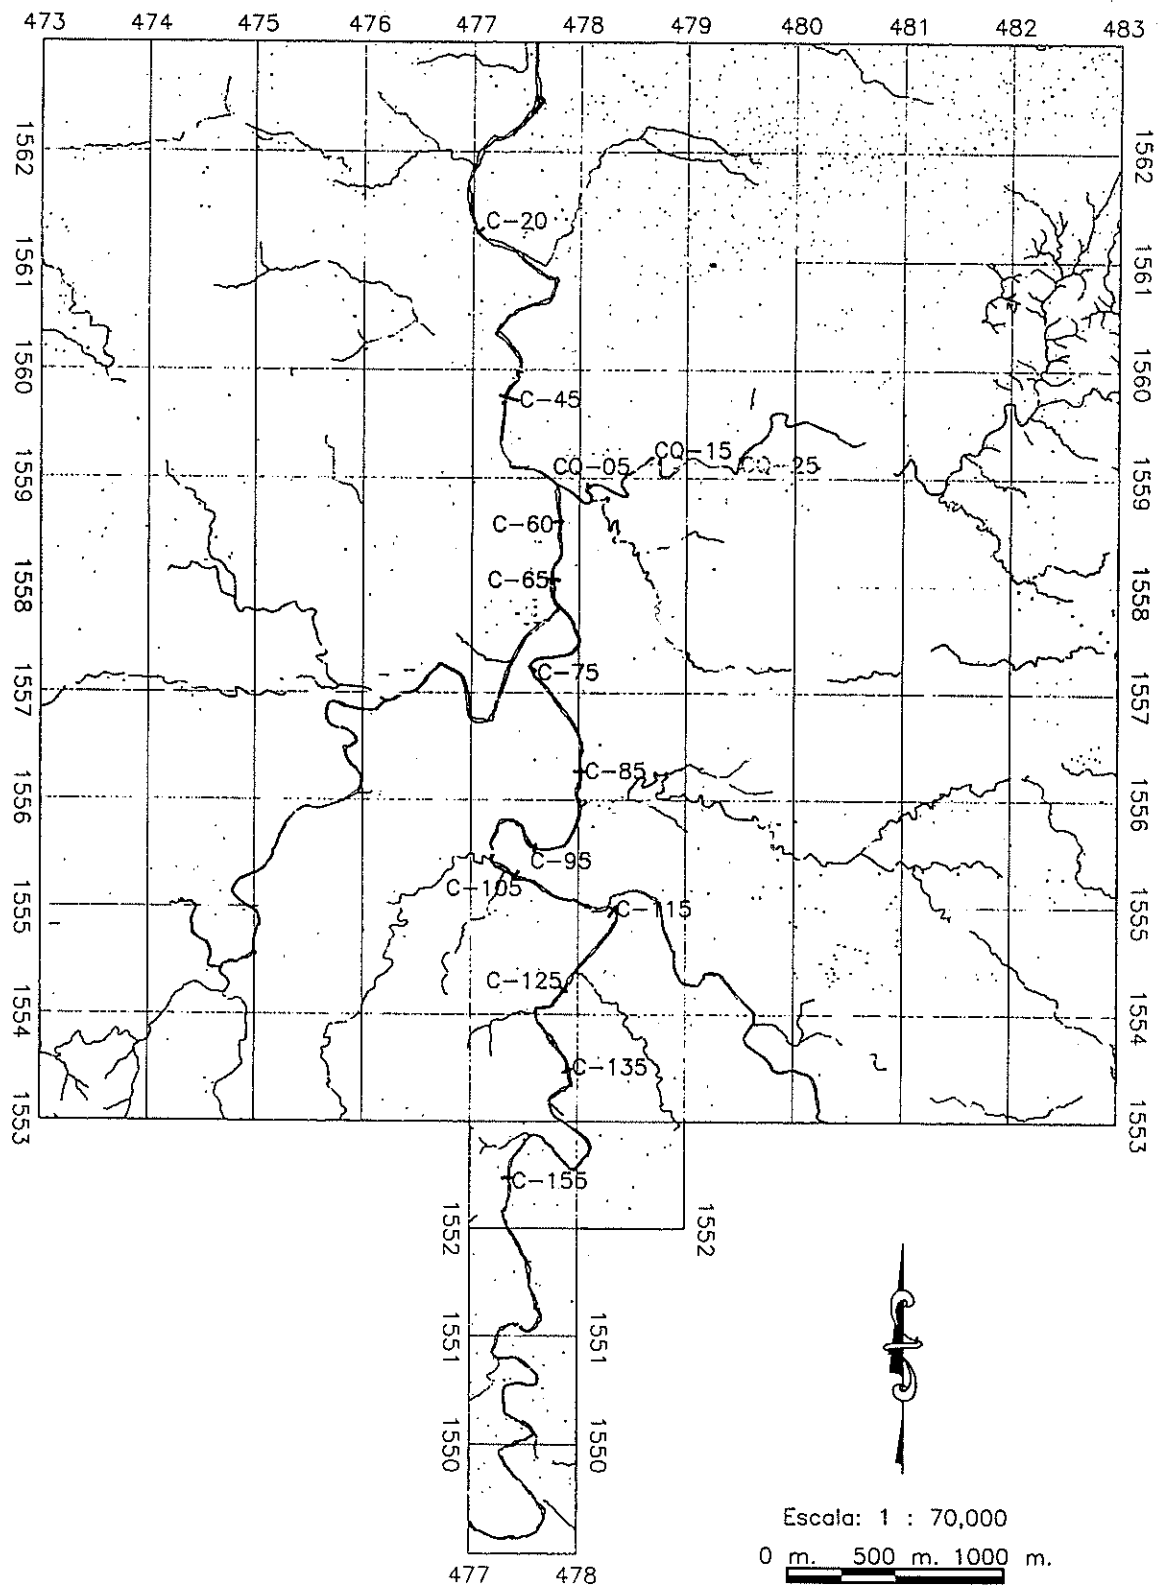 473 474 475 476 477 478 479 480 481 482 483
1562 1562
C-20
1561 1561
1560 1560
C-45
CQ-15
CQ-05 CQ-25
1559 1559
C-60
C-65
1558 1558
C-75
1557 1557
C-85
1556 1556
C-95
C-105
1555 C-115 1555
C-125
1554 1554
C-135
1553 1553
C-155
1552 1552
1551 1551
1550 1550
Escala: 1 : 70,000
0 m. 500 m. 1000 m.
477 478